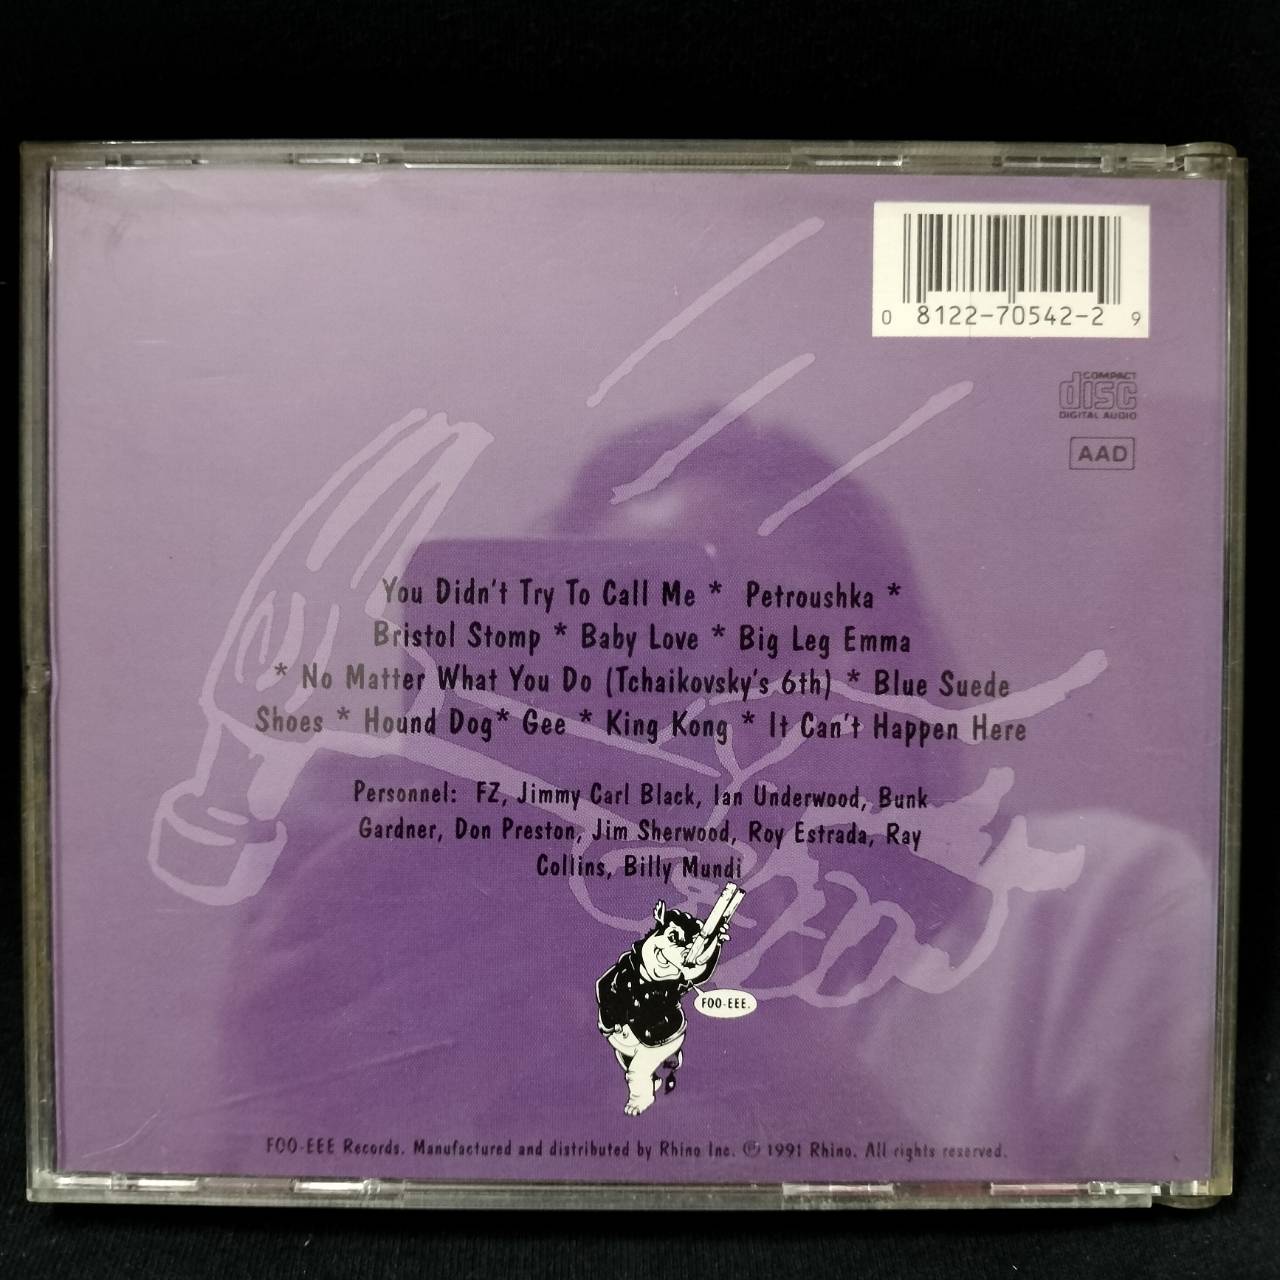 0 8122-70542-2 9
COMPACT
disc
DIGITAL AUDIO
AAD
You Didn't Try To Call Me * Petroushka *
Bristol Stomp * Baby Love * Big Leg Emma
* No Matter What You Do (Tchaikovsky's 6th) * Blue Suede
Shoes * Hound Dog* Gee * King Kong * It Can't Happen Here
Personnel: FZ, Jimmy Carl Black, Ian Underwood, Bunk
Gardner, Don Preston, Jim Sherwood, Roy Estrada, Ray
Collins, Billy Mundi
FOO-EEE.
FOO-EEE Records. Manufactured and distributed by Rhino Inc. ℗ 1991 Rhino. All rights reserved.